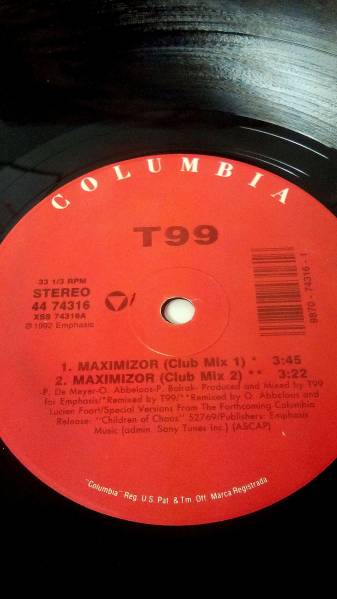 COLUMBIA
T99
33 1/3 RPM
STEREO
44 74316
XSS 74316A
℗ 1992 Emphasis
9870 - 74316 - 1
1. MAXIMIZOR (Club Mix 1) * 3:45
2. MAXIMIZOR (Club Mix 2) ** 3:22
-P. De Meyer-O. Abbeloos-P. Balrak- Produced and Mixed by T99
for Emphasis/*Remixed by T99/**Remixed by O. Abbelous and
Lucien Foort/Special Versions From The Forthcoming Columbia
Release: "Children of Chaos" 52769/Publishers: Emphasis
Music (admin. Sony Tunes Inc.) (ASCAP)
"Columbia" Reg. U.S. Pat. & Tm. Off. Marca Registrada